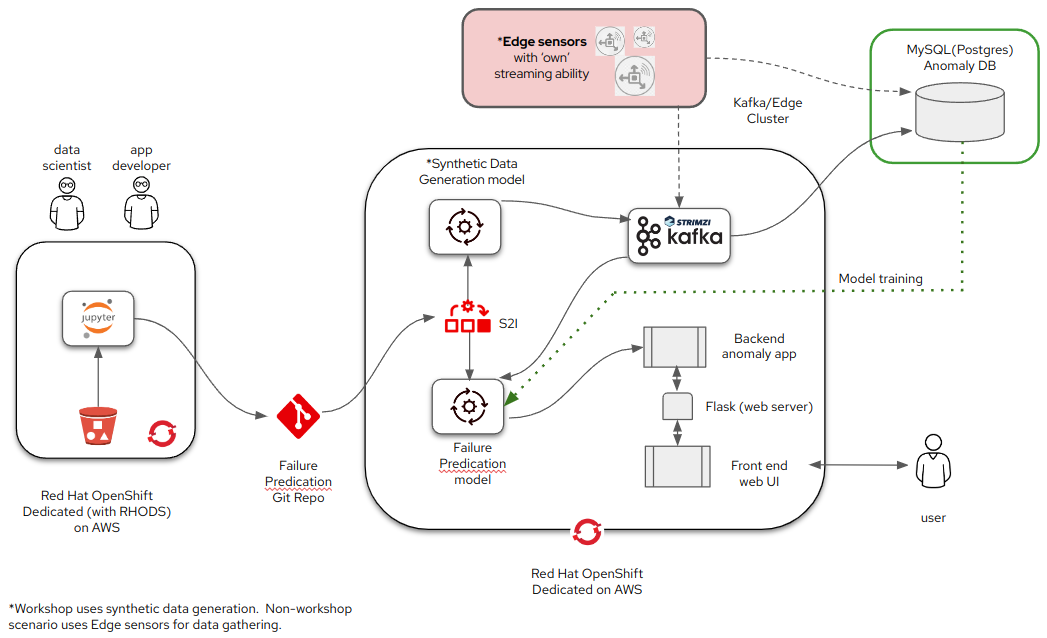 *Edge sensors
with ‘own’
streaming ability
MySQL(Postgres)
Anomaly DB
Kafka/Edge
Cluster
data
scientist
app
developer
*Synthetic Data
Generation model
STRIMZI
kafka
Model training
jupyter
S2I
Backend
anomaly app
Flask (web server)
Failure
Predication
model
Front end
web UI
Failure
Predication
Git Repo
user
Red Hat OpenShift
Dedicated (with RHODS)
on AWS
Red Hat OpenShift
Dedicated on AWS
*Workshop uses synthetic data generation.  Non-workshop
scenario uses Edge sensors for data gathering.